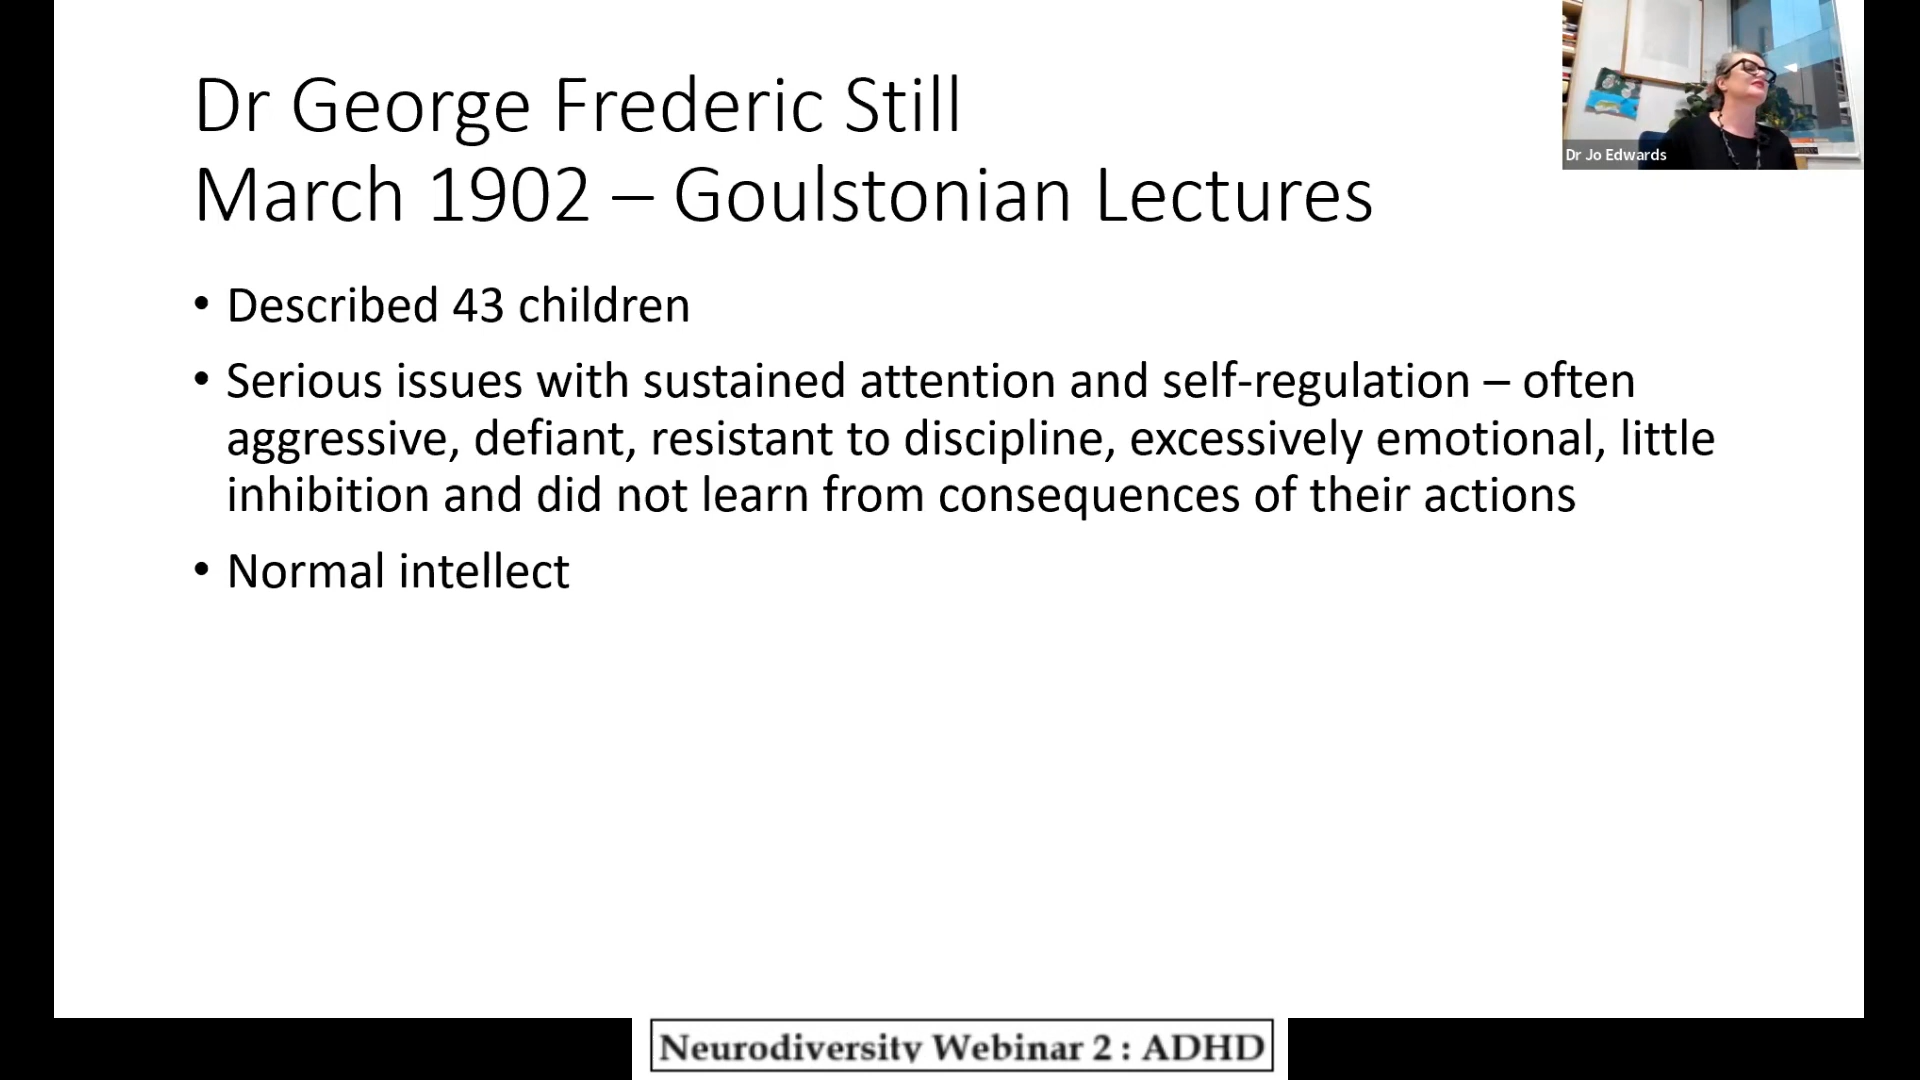 Dr George Frederic Still
March 1902 – Goulstonian Lectures
• Described 43 children
• Serious issues with sustained attention and self-regulation – often
aggressive, defiant, resistant to discipline, excessively emotional, little
inhibition and did not learn from consequences of their actions
• Normal intellect
Dr Jo Edwards
Neurodiversity Webinar 2 : ADHD